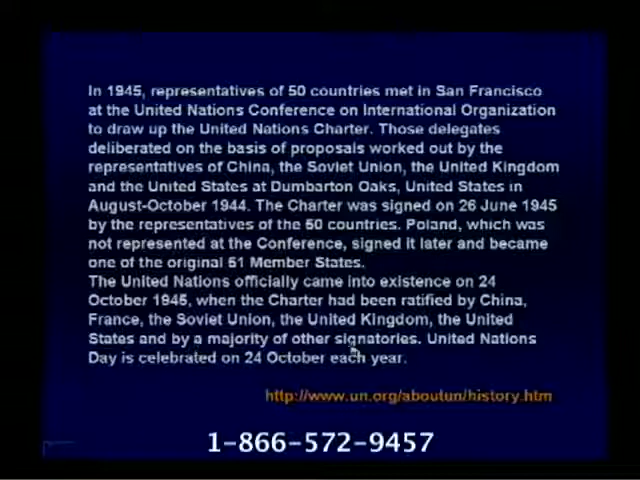 In 1945, representatives of 50 countries met in San Francisco
at the United Nations Conference on International Organization
to draw up the United Nations Charter. Those delegates
deliberated on the basis of proposals worked out by the
representatives of China, the Soviet Union, the United Kingdom
and the United States at Dumbarton Oaks, United States in
August-October 1944. The Charter was signed on 26 June 1945
by the representatives of the 50 countries. Poland, which was
not represented at the Conference, signed it later and became
one of the original 51 Member States.
The United Nations officially came into existence on 24
October 1945, when the Charter had been ratified by China,
France, the Soviet Union, the United Kingdom, the United
States and by a majority of other signatories. United Nations
Day is celebrated on 24 October each year.
http://www.un.org/aboutun/history.htm
1-866-572-9457